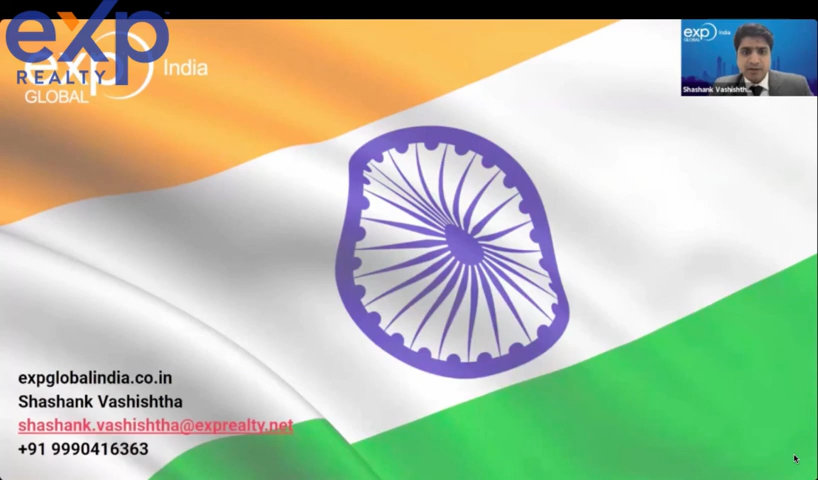 exp
REALTY
exp
GLOBAL
India
exp
GLOBAL
India
Shashank Vashishth...
expglobalindia.co.in
Shashank Vashishtha
shashank.vashishtha@exprealty.net
+91 9990416363